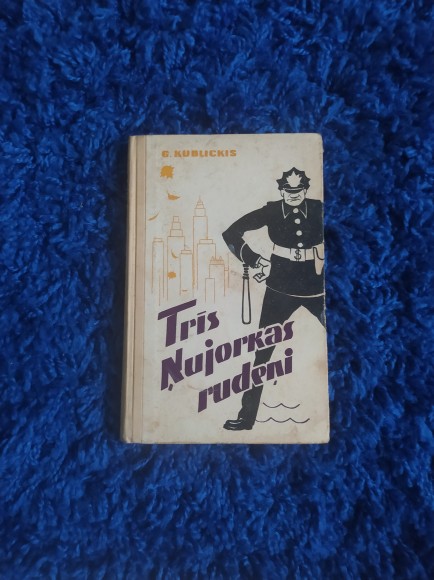 G. KUBLICKIS
Trīs
Ņujorkas
rudeņi
$